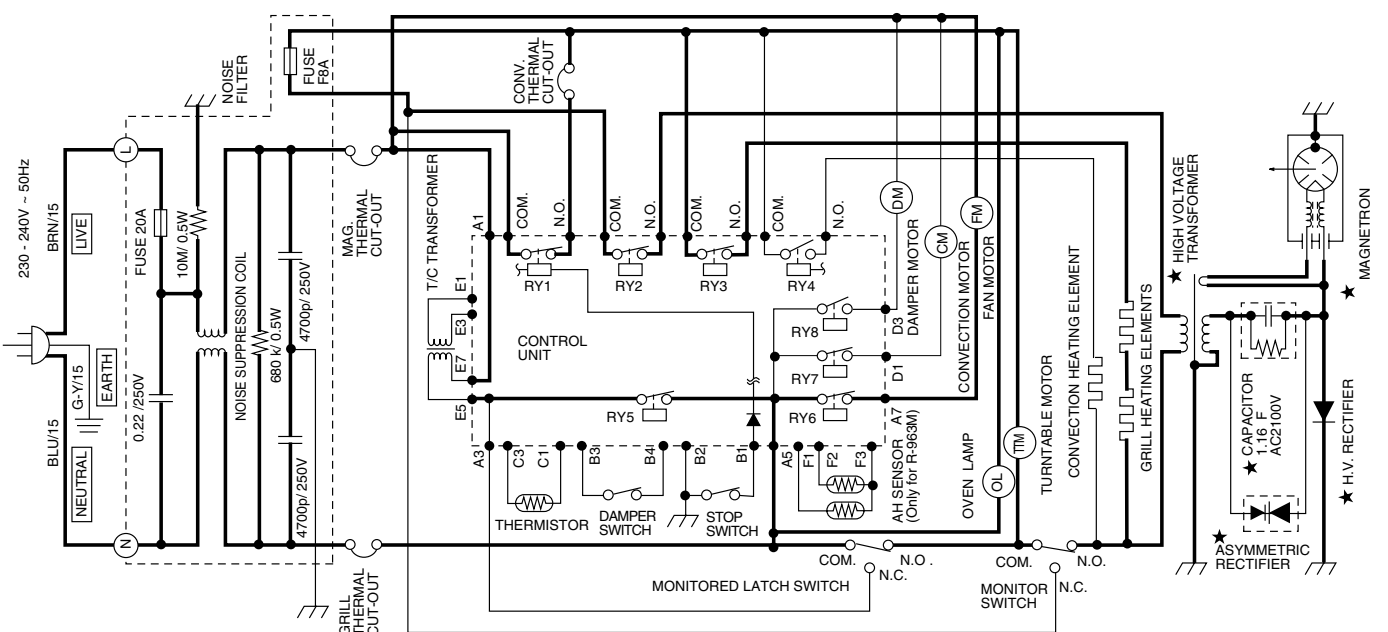 230 - 240V ~ 50Hz
BRN/15
LIVE
G-Y/15
EARTH
BLU/15
NEUTRAL
L
N
FUSE 20A
0.22 /250V
10M/ 0.5W
NOISE
FILTER
NOISE SUPPRESSION COIL
680 k/ 0.5W
4700p/ 250V
4700p/ 250V
FUSE
F8A
MAG.
THERMAL
CUT-OUT
GRILL
THERMAL
CUT-OUT
CONV.
THERMAL
CUT-OUT
T/C TRANSFORMER
E1
E3
E7
E5
A1
COM.
N.O.
COM.
N.O.
COM.
N.O.
COM.
N.O.
RY1
RY2
RY3
RY4
CONTROL
UNIT
RY8
RY7
RY5
RY6
D3
D1
A7
A3
C3
C1
B3
B4
B2
B1
A5
F1
F2
F3
THERMISTOR
DAMPER
SWITCH
STOP
SWITCH
AH SENSOR
(Only for R-963M)
DM
CM
FM
DAMPER MOTOR
CONVECTION MOTOR
FAN MOTOR
OL
TTM
OVEN LAMP
TURNTABLE MOTOR
CONVECTION HEATING ELEMENT
GRILL HEATING ELEMENTS
COM.
N.O .
N.C.
MONITORED LATCH SWITCH
COM.
N.O.
N.C.
MONITOR
SWITCH
★ HIGH VOLTAGE
TRANSFORMER
★ CAPACITOR
1.16 F
AC2100V
★ ASYMMETRIC
RECTIFIER
★ H.V. RECTIFIER
★ MAGNETRON